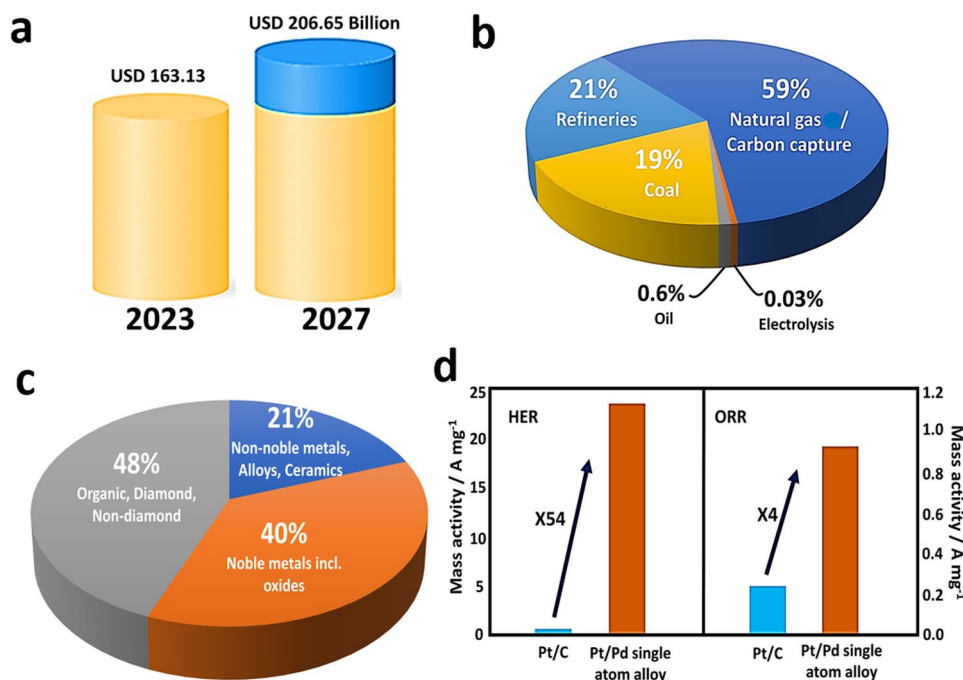 a
USD 163.13
USD 206.65 Billion
2023
2027
b
21%
Refineries
59%
Natural gas /
Carbon capture
19%
Coal
0.6%
Oil
0.03%
Electrolysis
c
48%
Organic, Diamond,
Non-diamond
21%
Non-noble metals,
Alloys, Ceramics
40%
Noble metals incl.
oxides
d
Mass activity / A mg⁻¹
25
20
15
10
5
0
HER
X54
Pt/C
Pt/Pd single
atom alloy
ORR
X4
Pt/C
Pt/Pd single
atom alloy
1.2
1.0
0.8
0.6
0.4
0.2
0.0
Mass activity / A mg⁻¹